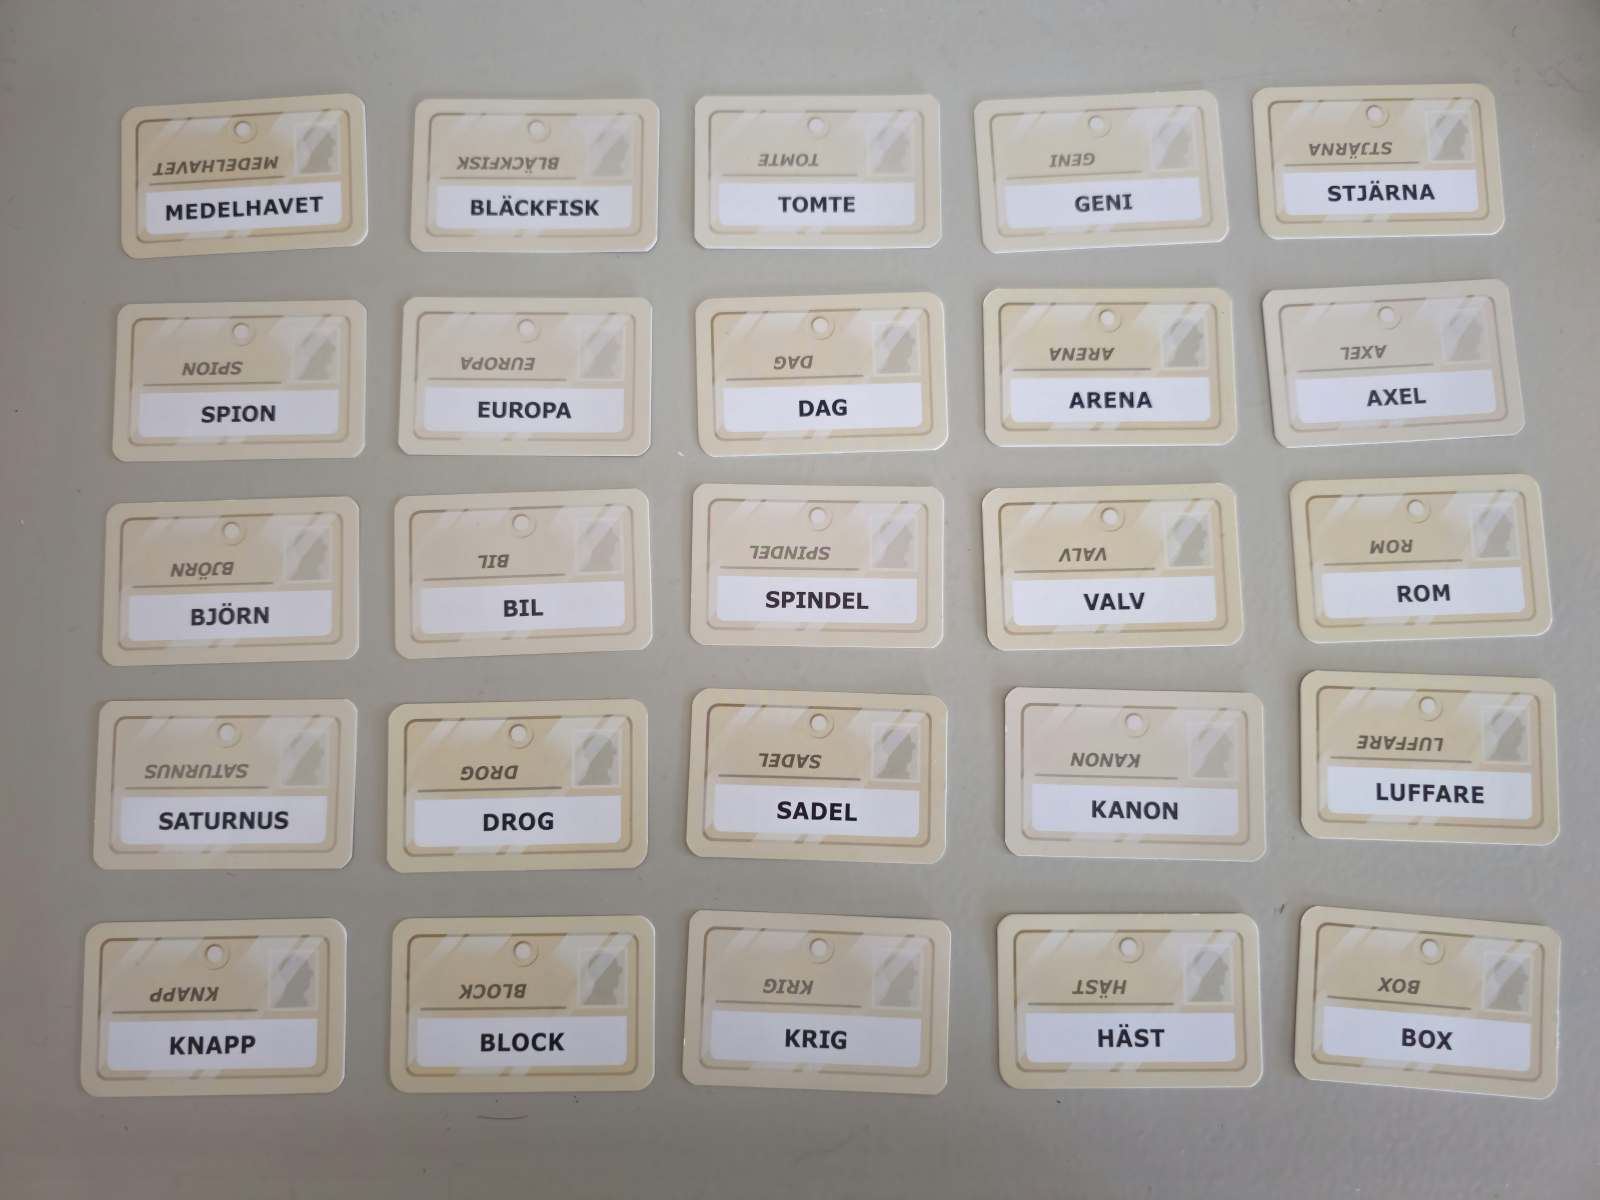 MEDELHAVET
MEDELHAVET
BLÄCKFISK
BLÄCKFISK
TOMTE
TOMTE
GENI
GENI
STJÄRNA
STJÄRNA
SPION
SPION
EUROPA
EUROPA
DAG
DAG
ARENA
ARENA
AXEL
AXEL
BJÖRN
BJÖRN
BIL
BIL
SPINDEL
SPINDEL
VALV
VALV
ROM
ROM
SATURNUS
SATURNUS
DROG
DROG
SADEL
SADEL
KANON
KANON
LUFFARE
LUFFARE
KNAPP
KNAPP
BLOCK
BLOCK
KRIG
KRIG
HÄST
HÄST
BOX
BOX